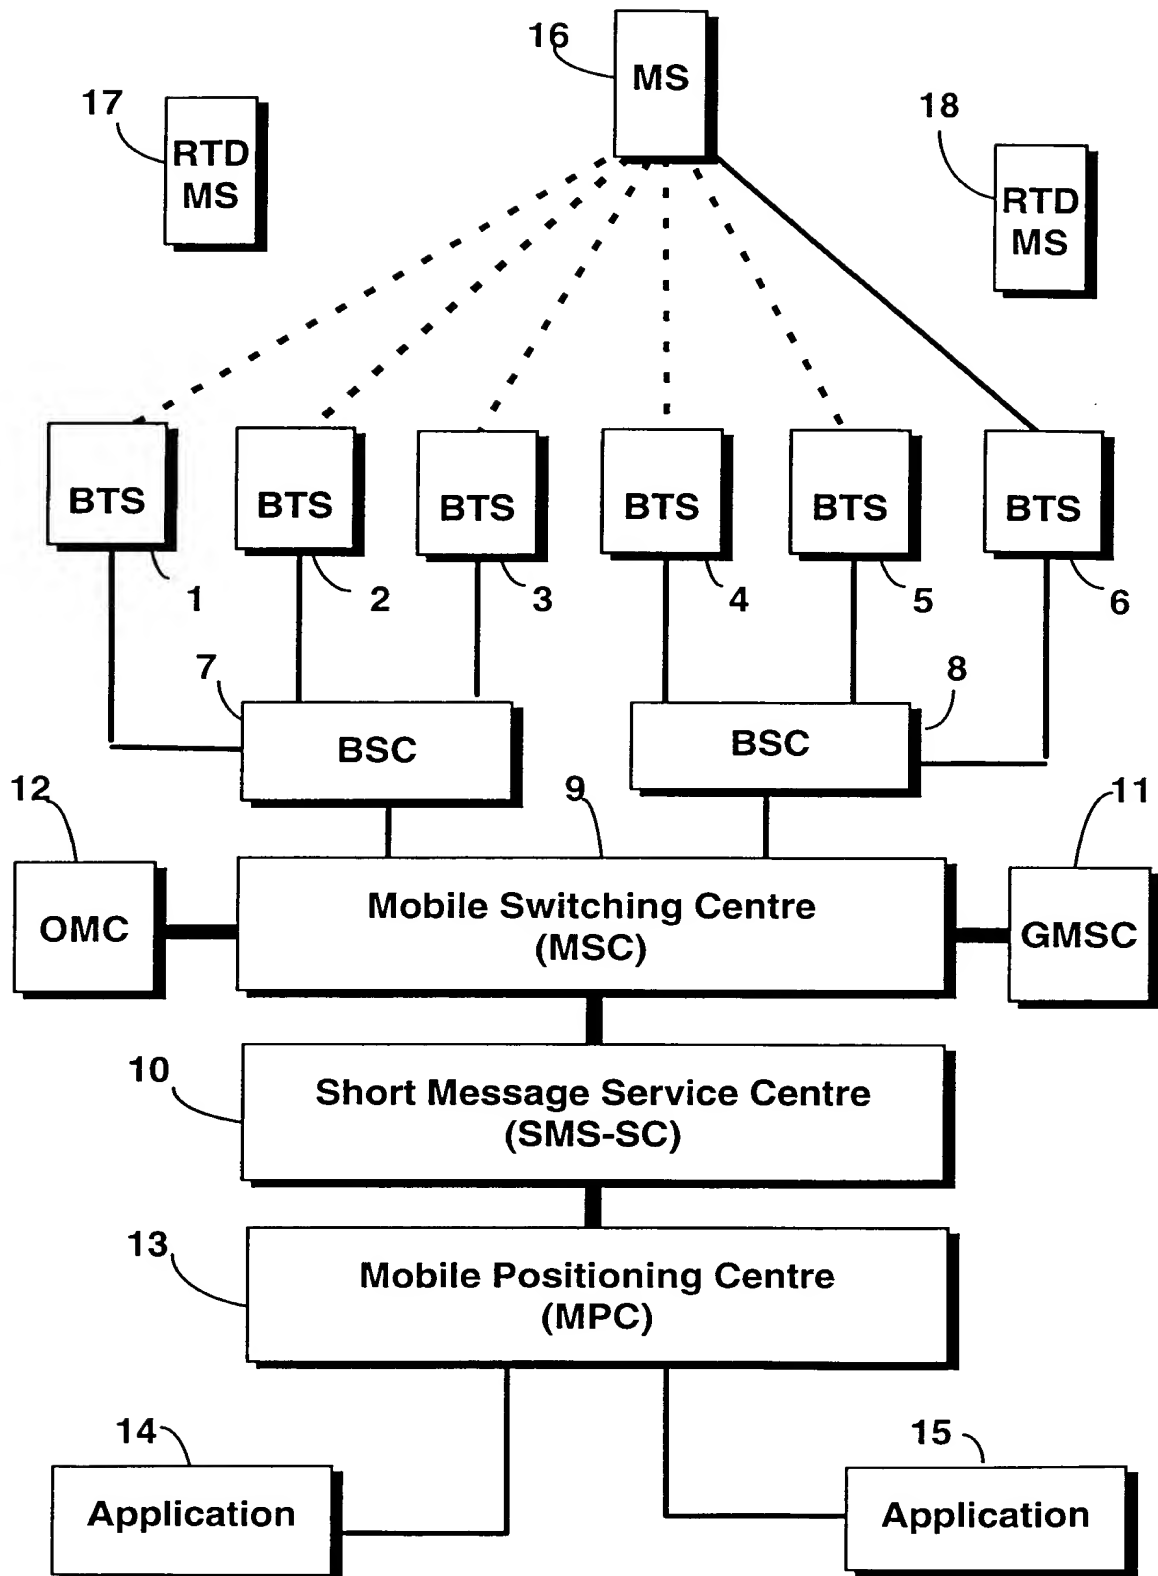 16
MS
17
RTD
MS
18
RTD
MS
BTS
BTS
BTS
BTS
BTS
BTS
1
2
3
4
5
6
7
BSC
8
BSC
12
OMC
9
Mobile Switching Centre
(MSC)
11
GMSC
10
Short Message Service Centre
(SMS-SC)
13
Mobile Positioning Centre
(MPC)
14
Application
15
Application